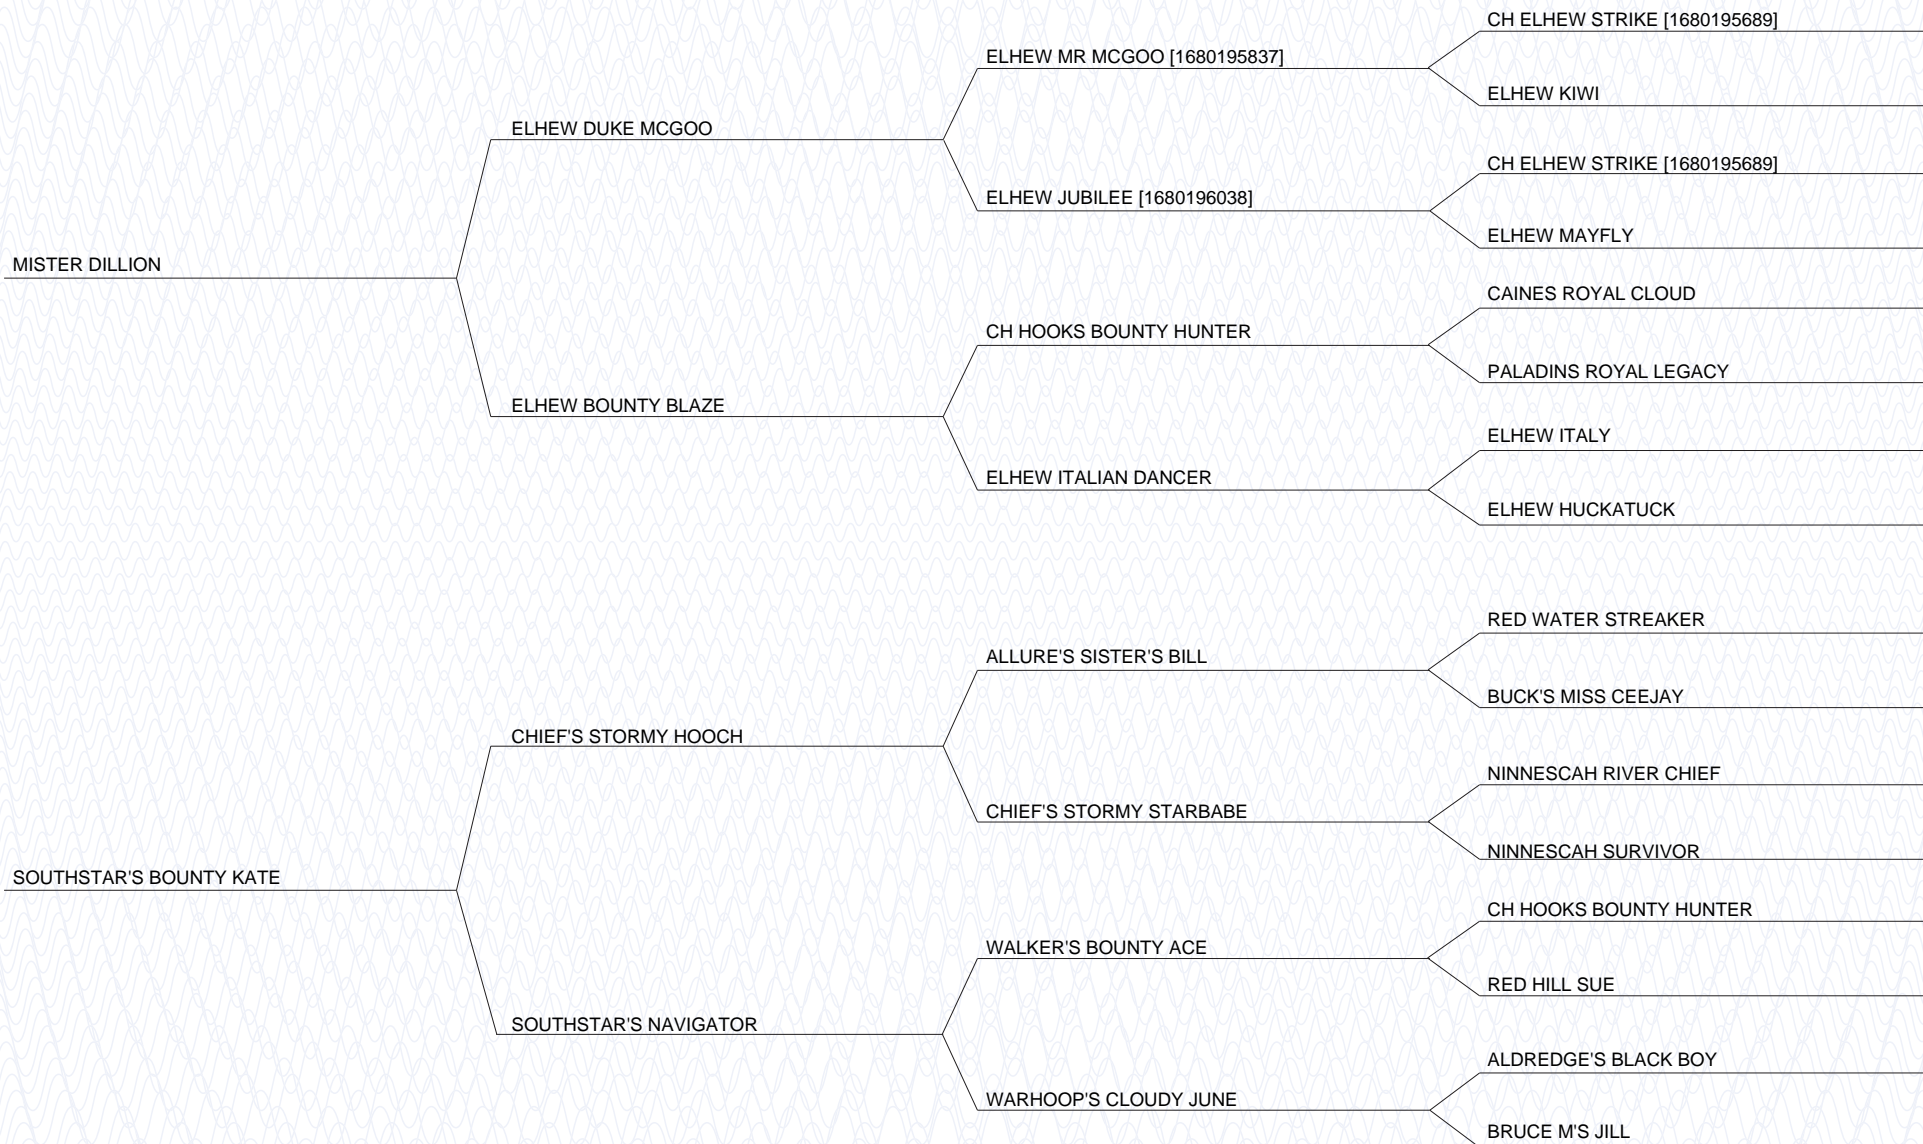 CH ELHEW STRIKE [1680195689]
ELHEW MR MCGOO [1680195837]
ELHEW KIWI
ELHEW DUKE MCGOO
CH ELHEW STRIKE [1680195689]
ELHEW JUBILEE [1680196038]
ELHEW MAYFLY
MISTER DILLION
CAINES ROYAL CLOUD
CH HOOKS BOUNTY HUNTER
PALADINS ROYAL LEGACY
ELHEW BOUNTY BLAZE
ELHEW ITALY
ELHEW ITALIAN DANCER
ELHEW HUCKATUCK
RED WATER STREAKER
ALLURE'S SISTER'S BILL
BUCK'S MISS CEEJAY
CHIEF'S STORMY HOOCH
NINNESCAH RIVER CHIEF
CHIEF'S STORMY STARBABE
NINNESCAH SURVIVOR
SOUTHSTAR'S BOUNTY KATE
CH HOOKS BOUNTY HUNTER
WALKER'S BOUNTY ACE
RED HILL SUE
SOUTHSTAR'S NAVIGATOR
ALDREDGE'S BLACK BOY
WARHOOP'S CLOUDY JUNE
BRUCE M'S JILL